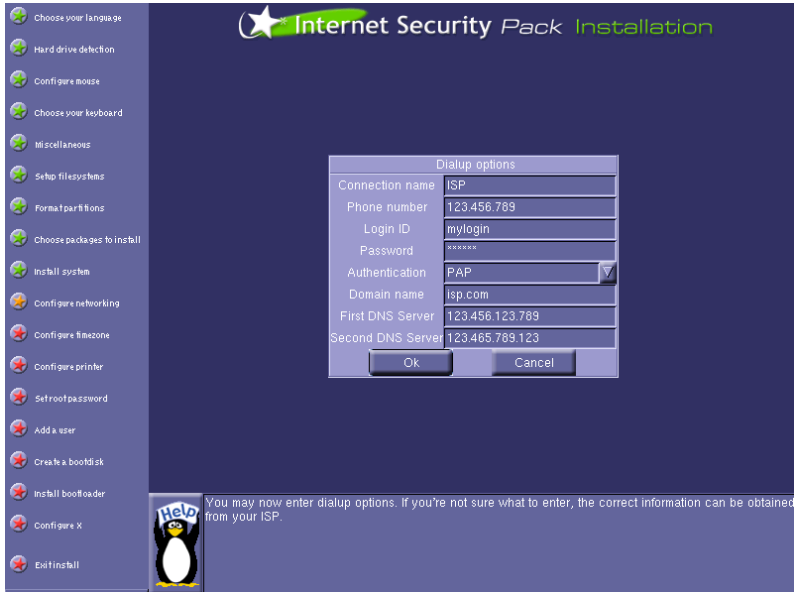 Internet Security Pack Installation
Choose your language
Hard drive detection
Configure mouse
Choose your keyboard
Miscellaneous
Setup filesystems
Format partitions
Choose packages to install
Install system
Configure networking
Configure timezone
Configure printer
Set root password
Add a user
Create a bootdisk
Install bootloader
Configure X
Exit install
Dialup options
Connection name ISP
Phone number 123.456.789
Login ID mylogin
Password ******
Authentication PAP
Domain name isp.com
First DNS Server 123.456.123.789
Second DNS Server 123.465.789.123
Ok Cancel
Help
You may now enter dialup options. If you're not sure what to enter, the correct information can be obtained
from your ISP.